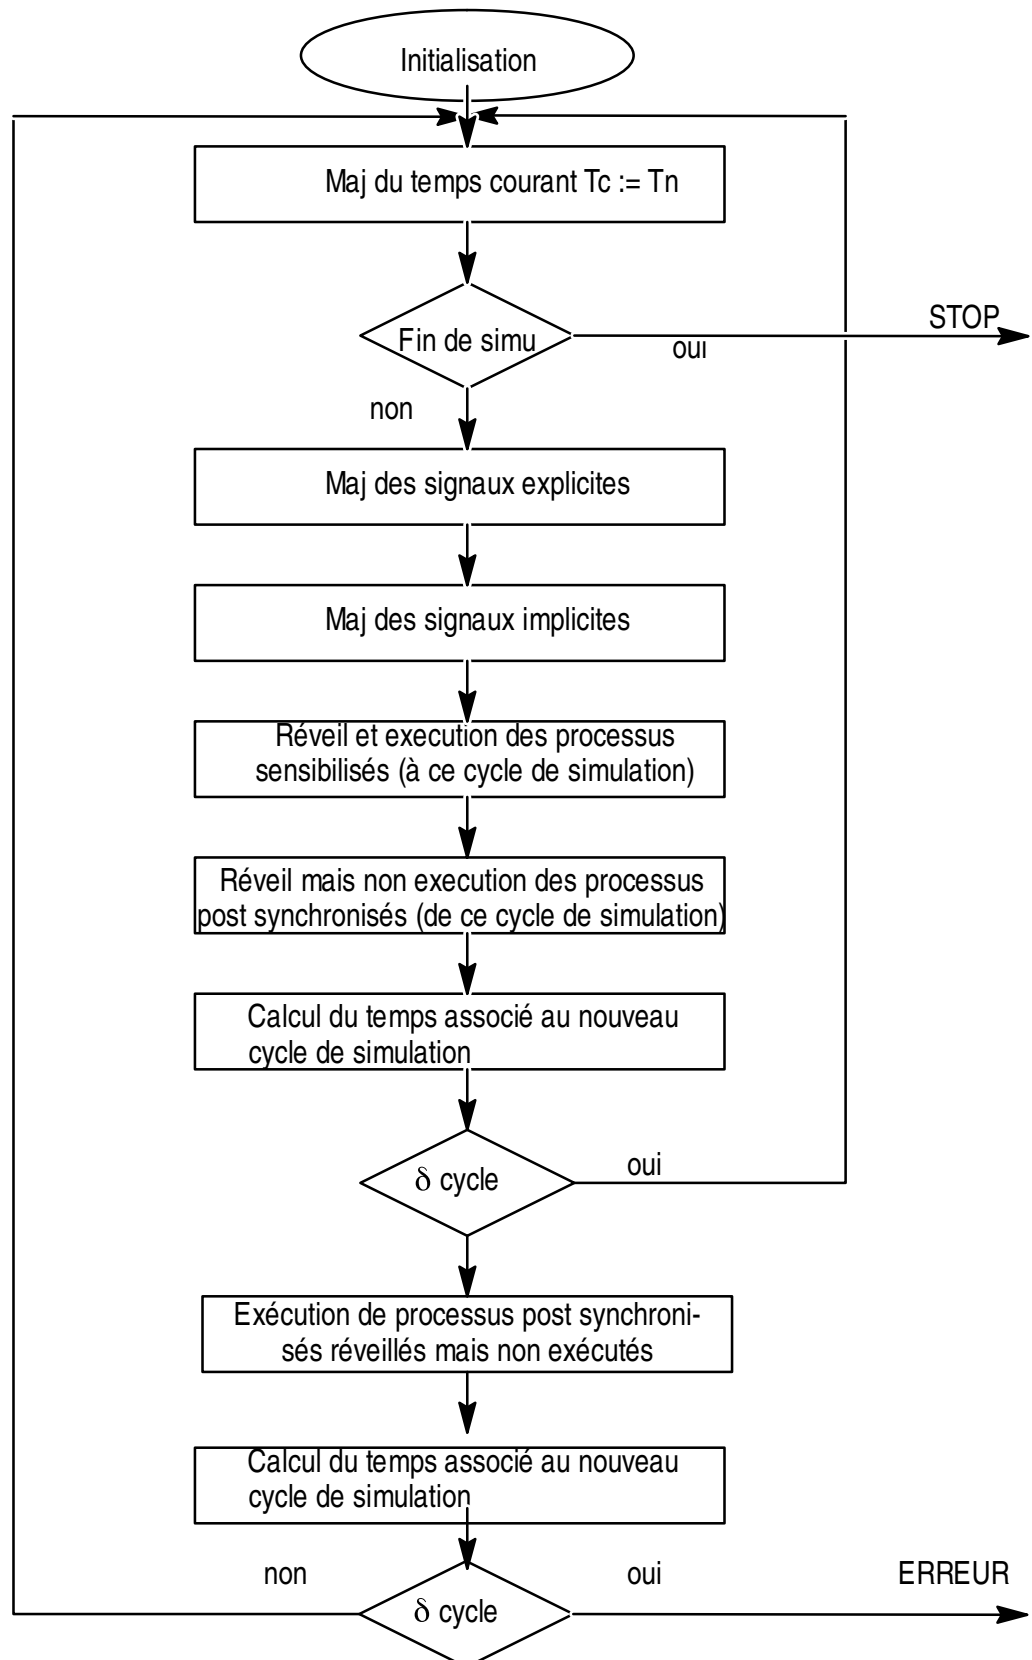 Initialisation
Maj du temps courant Tc := Tn
Fin de simu
STOP
oui
non
Maj des signaux explicites
Maj des signaux implicites
Réveil et execution des processus
sensibilisés (à ce cycle de simulation)
Réveil mais non execution des processus
post synchronisés (de ce cycle de simulation)
Calcul du temps associé au nouveau
cycle de simulation
δ cycle
oui
Exécution de processus post synchroni-
sés réveillés mais non exécutés
Calcul du temps associé au nouveau
cycle de simulation
non
oui
ERREUR
δ cycle